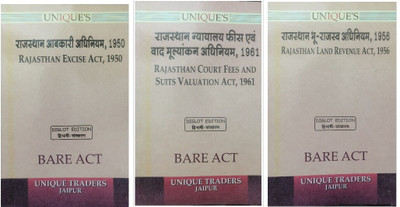 UNIQUE'S
राजस्थान आबकारी अधिनियम, 1950
RAJASTHAN EXCISE ACT, 1950
DIGLOT EDITION
द्विभाषी-संस्करण
BARE ACT
UNIQUE TRADERS
JAIPUR
UNIQUE'S
राजस्थान न्यायालय फीस एवं
वाद मूल्यांकन अधिनियम, 1961
RAJASTHAN COURT FEES AND
SUITS VALUATION ACT, 1961
DIGLOT EDITION
द्विभाषी-संस्करण
BARE ACT
UNIQUE TRADERS
JAIPUR
UNIQUE'S
राजस्थान भू-राजस्व अधिनियम, 1956
RAJASTHAN LAND REVENUE ACT, 1956
DIGLOT EDITION
द्विभाषी-संस्करण
BARE ACT
UNIQUE TRADERS
JAIPUR